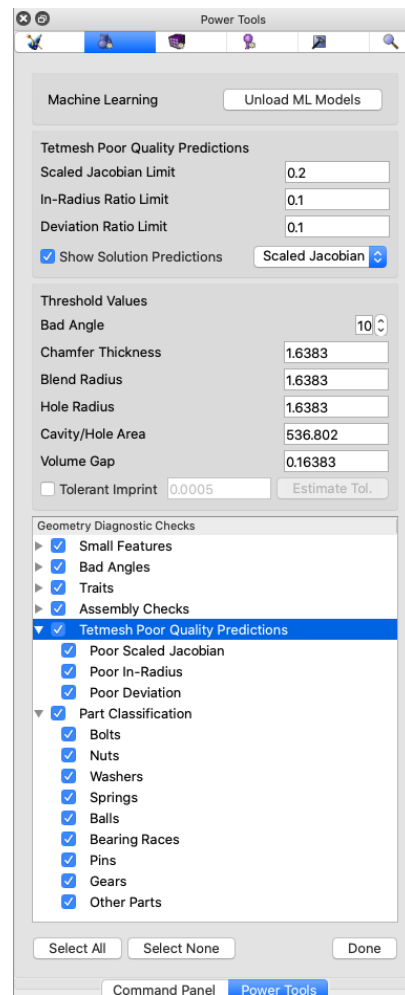 Power Tools
Machine Learning Unload ML Models
Tetmesh Poor Quality Predictions
Scaled Jacobian Limit 0.2
In-Radius Ratio Limit 0.1
Deviation Ratio Limit 0.1
Show Solution Predictions Scaled Jacobian
Threshold Values
Bad Angle 10
Chamfer Thickness 1.6383
Blend Radius 1.6383
Hole Radius 1.6383
Cavity/Hole Area 536.802
Volume Gap 0.16383
Tolerant Imprint 0.0005 Estimate Tol.
Geometry Diagnostic Checks
Small Features
Bad Angles
Traits
Assembly Checks
Tetmesh Poor Quality Predictions
Poor Scaled Jacobian
Poor In-Radius
Poor Deviation
Part Classification
Bolts
Nuts
Washers
Springs
Balls
Bearing Races
Pins
Gears
Other Parts
Select All Select None Done
Command Panel Power Tools